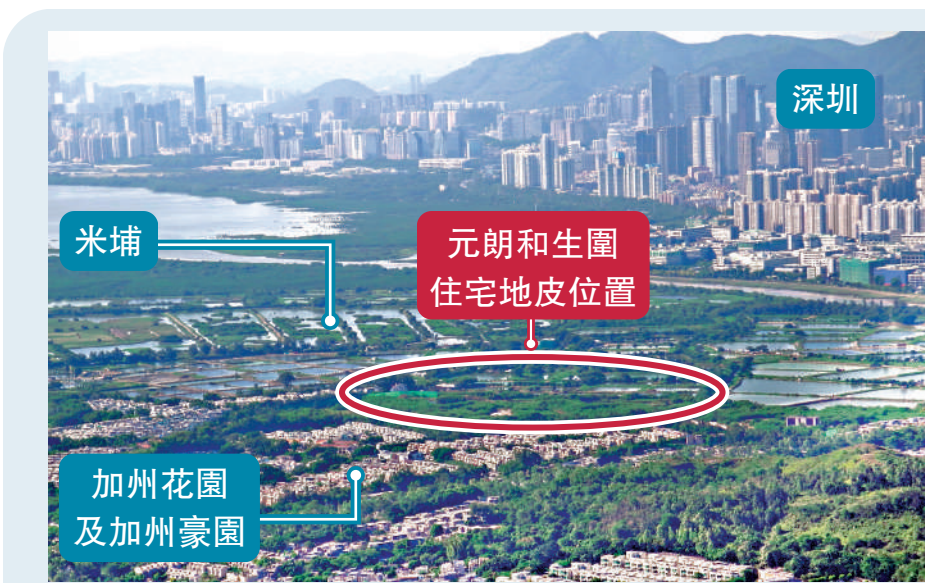 深圳
米埔
元朗和生圍
住宅地皮位置
加州花園
及加州豪園